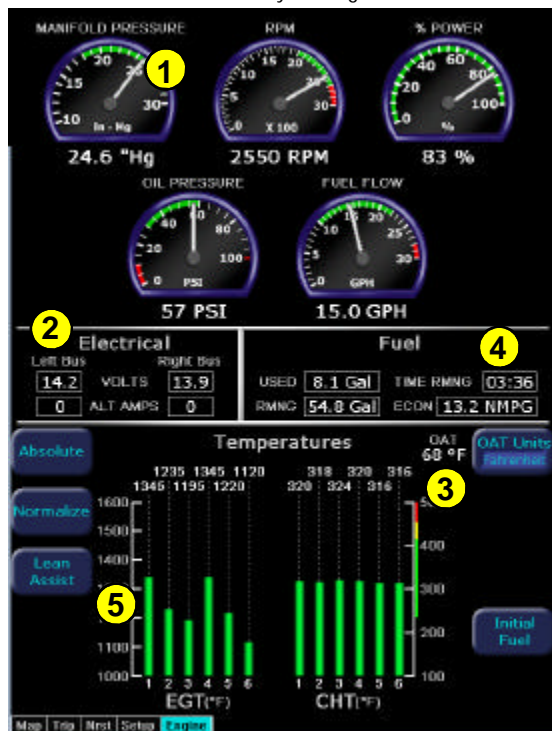 MANIFOLD PRESSURE RPM % POWER
10 15 20 25 30 In - Hg 1
0 5 10 15 20 25 30 X 100
0 20 40 60 80 100 %
24.6 "Hg 2550 RPM 83 %
OIL PRESSURE FUEL FLOW
0 20 40 60 80 100 PSI
0 5 10 15 20 25 30 GPH
57 PSI 15.0 GPH
2 4
Electrical Fuel
Left Bus Right Bus
14.2 VOLTS 13.9 USED 8.1 Gal TIME RMNG 03:36
0 ALT AMPS 0 RMNG 54.8 Gal ECON 13.2 NMPG
Absolute Temperatures OAT OAT Units
68 °F Fahrenheit
1235 1345 1120 318 320 316
1345 1195 1220 320 324 316 3
Normalize
Lean
Assist
1600
1500
1400
1300
5
1100
1000
400
300
200
100
Initial
Fuel
1 2 3 4 5 6 1 2 3 4 5 6
EGT(°F) CHT(°F)
Map Trip Nrst Setup Engine